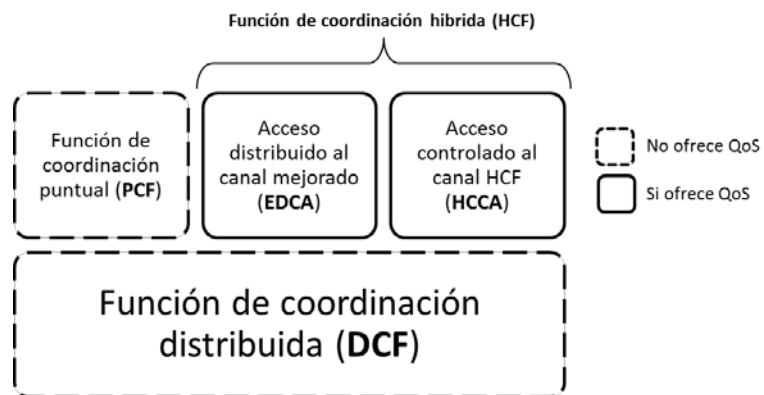 Función de coordinación hibrida (HCF)
Función de
coordinación
puntual (PCF)
Acceso
distribuido al
canal mejorado
(EDCA)
Acceso
controlado al
canal HCF
(HCCA)
No ofrece QoS
Si ofrece QoS
Función de coordinación
distribuida (DCF)